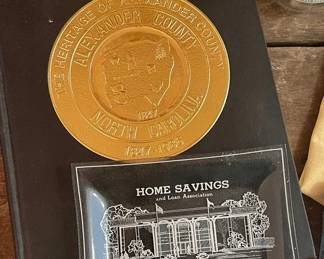 THE HERITAGE OF ALEXANDER COUNTY
ALEXANDER COUNTY
1847
NORTH CAROLINA
HOME SAVINGS
and Loan Association